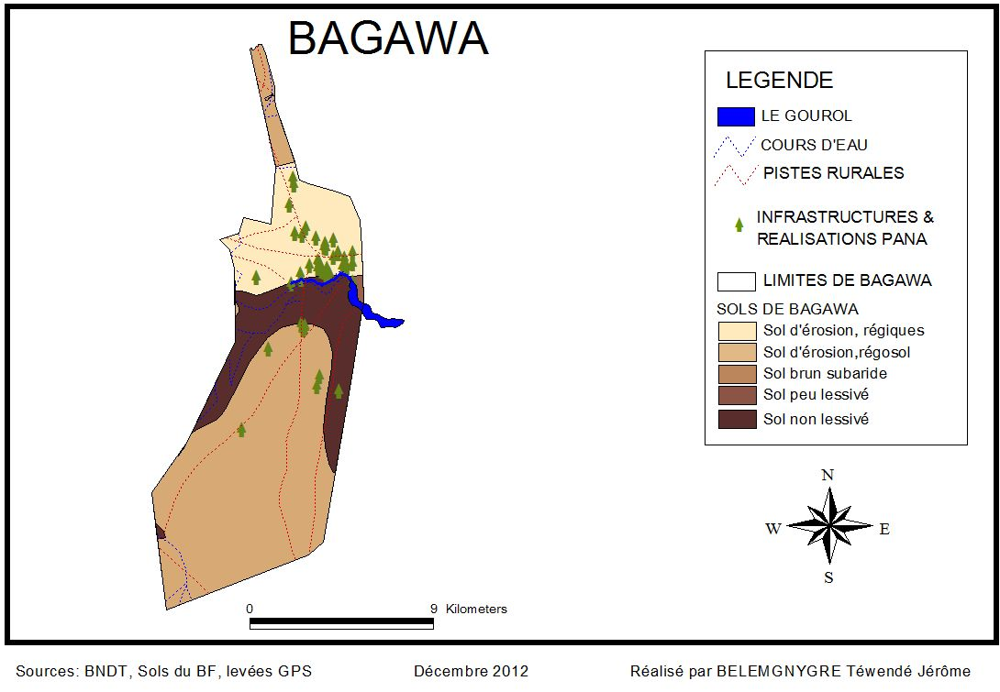 BAGAWA
LEGENDE
LE GOUROL
COURS D'EAU
PISTES RURALES
INFRASTRUCTURES &
REALISATIONS PANA
LIMITES DE BAGAWA
SOLS DE BAGAWA
Sol d'érosion, régiques
Sol d'érosion,régosol
Sol brun subaride
Sol peu lessivé
Sol non lessivé
N
W E
S
0 9 Kilometers
Sources: BNDT, Sols du BF, levées GPS Décembre 2012 Réalisé par BELEMGNYGRE Téwendé Jérôme